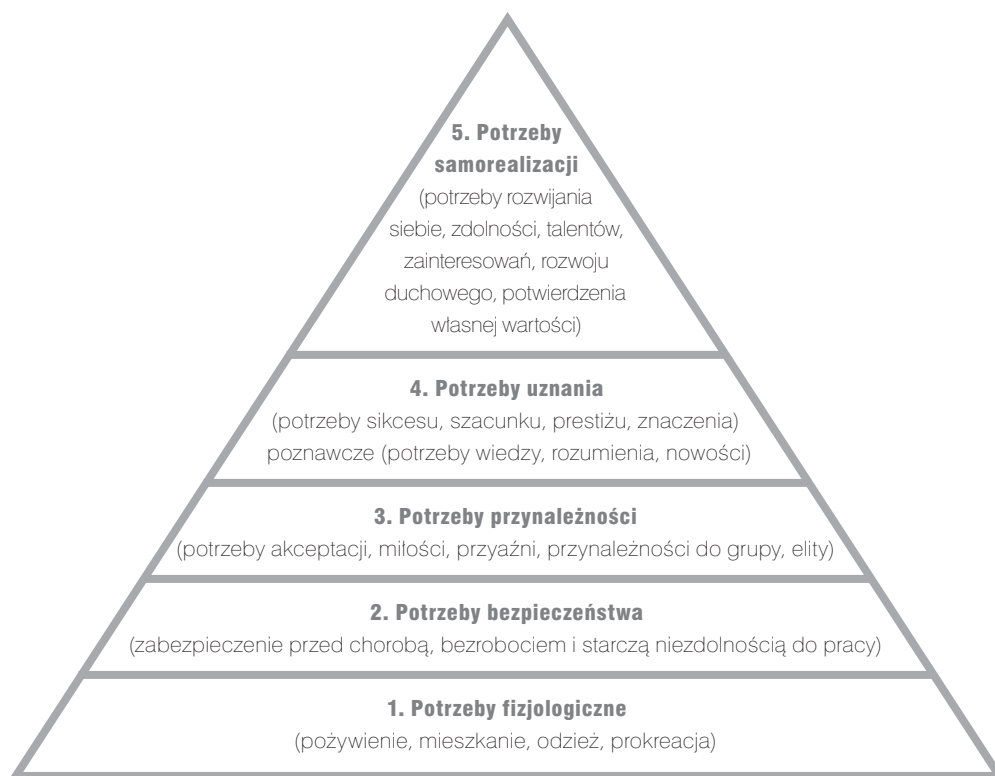 5. Potrzeby
samorealizacji
(potrzeby rozwijania
siebie, zdolności, talentów,
zainteresowań, rozwoju
duchowego, potwierdzenia
własnej wartości)
4. Potrzeby uznania
(potrzeby sikcesu, szacunku, prestiżu, znaczenia)
poznawcze (potrzeby wiedzy, rozumienia, nowości)
3. Potrzeby przynależności
(potrzeby akceptacji, miłości, przyaźni, przynależności do grupy, elity)
2. Potrzeby bezpieczeństwa
(zabezpieczenie przed chorobą, bezrobociem i starczą niezdolnością do pracy)
1. Potrzeby fizjologiczne
(pożywienie, mieszkanie, odzież, prokreacja)